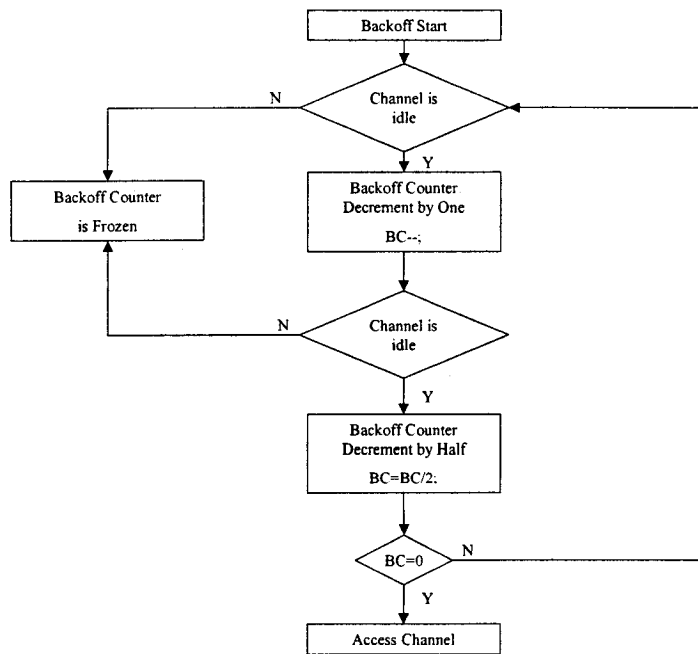 Backoff Start
N
Channel is
idle
Y
Backoff Counter
is Frozen
Backoff Counter
Decrement by One
BC--;
N
Channel is
idle
Y
Backoff Counter
Decrement by Half
BC=BC/2;
BC=0
N
Y
Access Channel